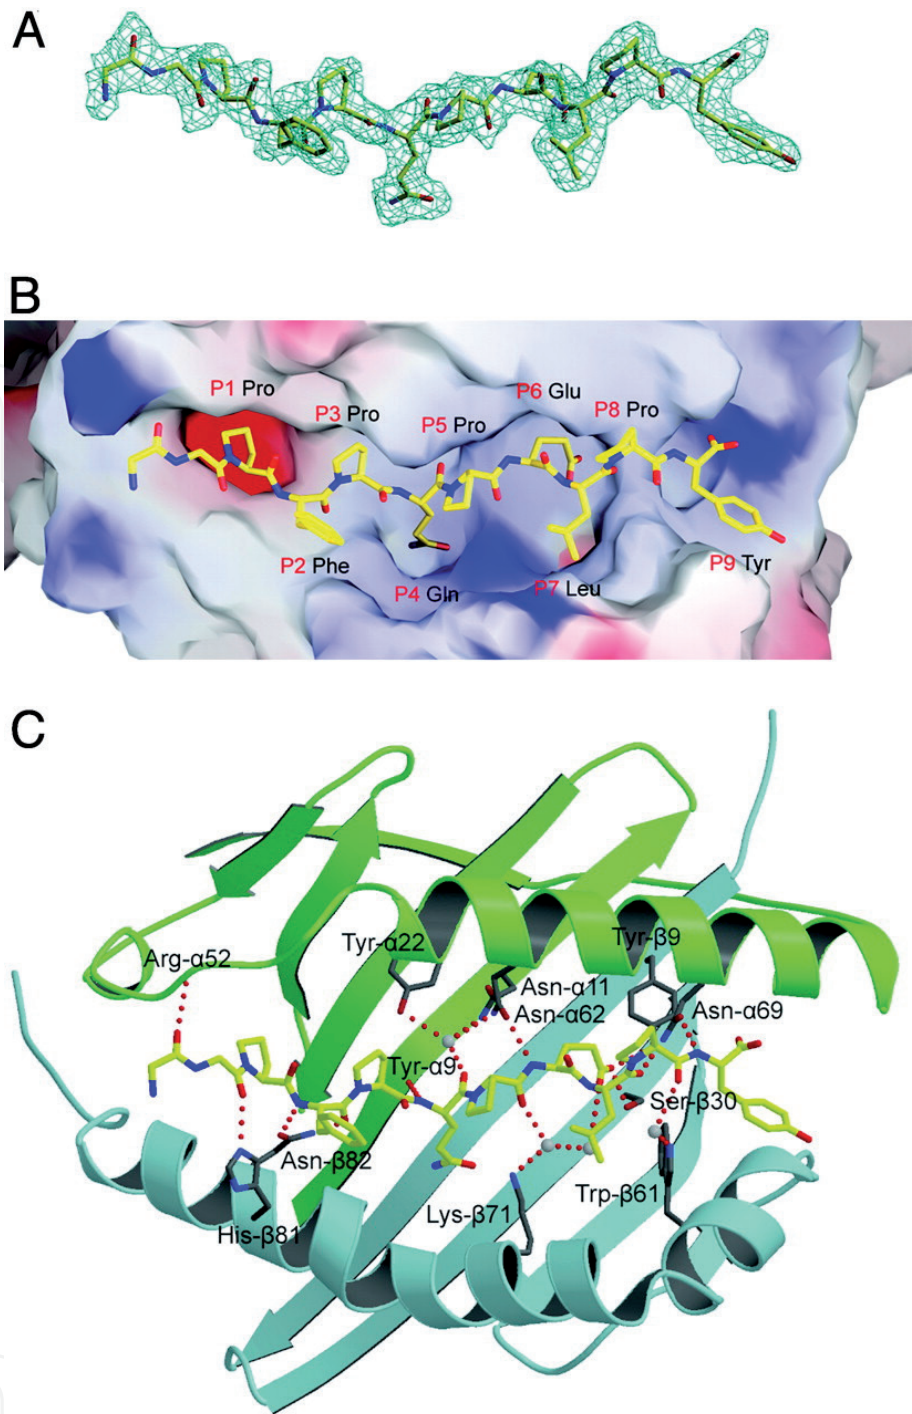 A
B
P1 Pro
P3 Pro
P5 Pro
P6 Glu
P8 Pro
P2 Phe
P4 Gln
P7 Leu
P9 Tyr
C
Arg-α52
Tyr-α22
Tyr-β9
Asn-α11
Asn-α62
Asn-α69
Tyr-α9
Ser-β30
Asn-β82
Trp-β61
Lys-β71
His-β81